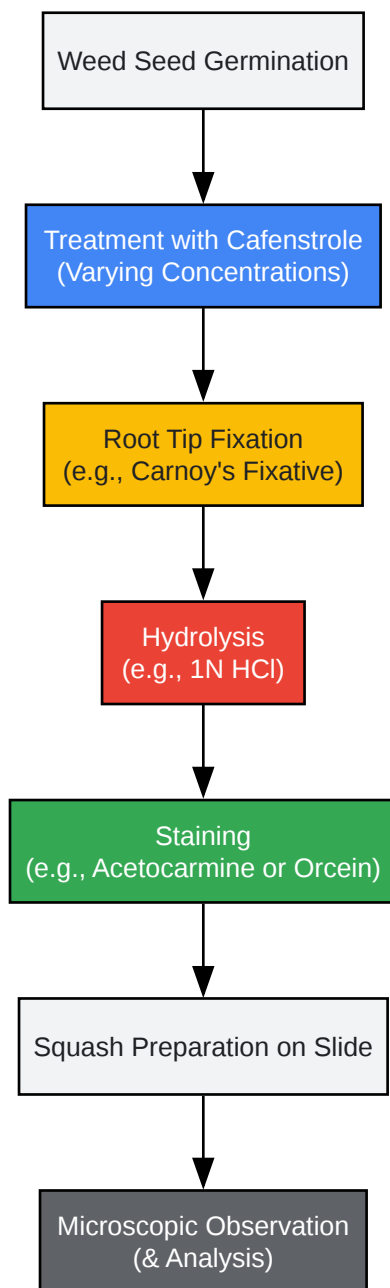 Weed Seed Germination
Treatment with Cafenstrole
(Varying Concentrations)
Root Tip Fixation
(e.g., Carnoy's Fixative)
Hydrolysis
(e.g., 1N HCl)
Staining
(e.g., Acetocarmine or Orcein)
Squash Preparation on Slide
Microscopic Observation
(& Analysis)